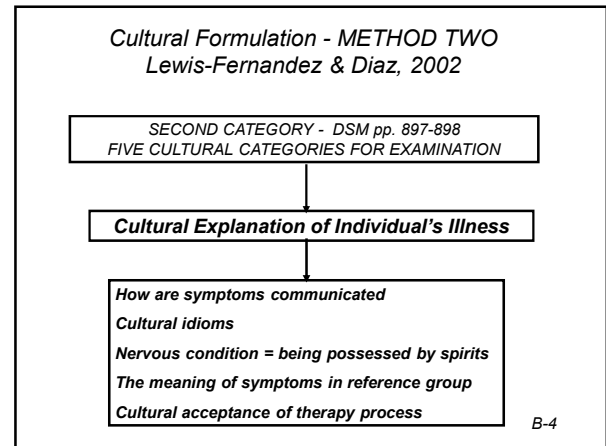 Cultural Formulation - METHOD TWO
Lewis-Fernandez & Diaz, 2002
SECOND CATEGORY - DSM pp. 897-898
FIVE CULTURAL CATEGORIES FOR EXAMINATION
Cultural Explanation of Individual's Illness
How are symptoms communicated
Cultural idioms
Nervous condition = being possessed by spirits
The meaning of symptoms in reference group
Cultural acceptance of therapy process
B-4